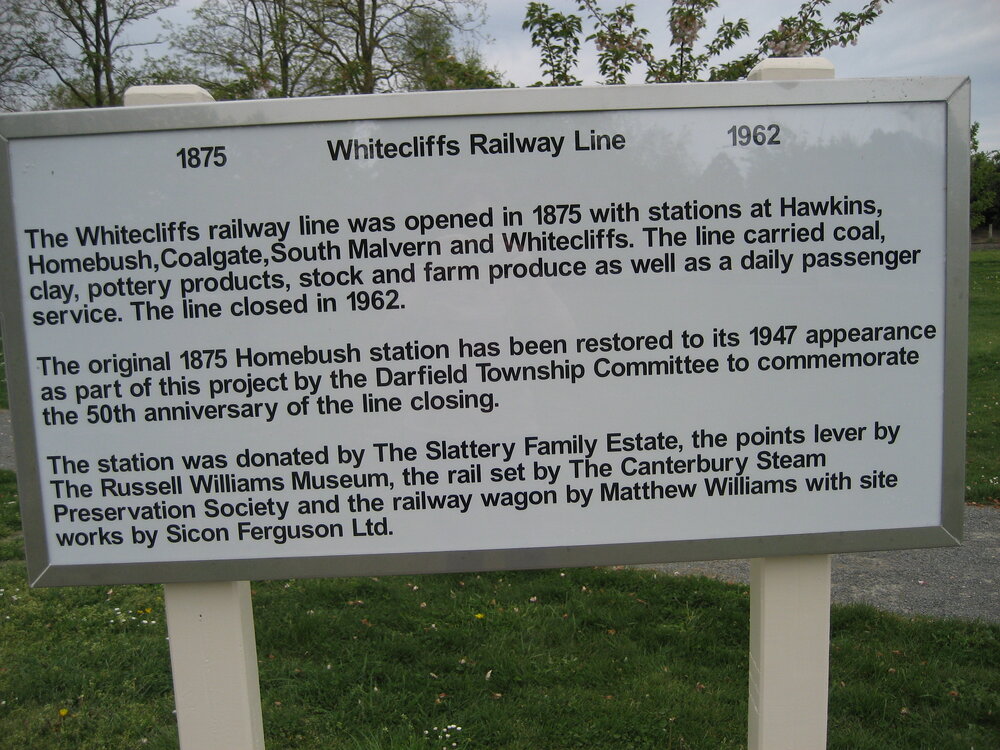 1875 Whitecliffs Railway Line 1962
The Whitecliffs railway line was opened in 1875 with stations at Hawkins,
Homebush,Coalgate,South Malvern and Whitecliffs. The line carried coal,
clay, pottery products, stock and farm produce as well as a daily passenger
service. The line closed in 1962.
The original 1875 Homebush station has been restored to its 1947 appearance
as part of this project by the Darfield Township Committee to commemorate
the 50th anniversary of the line closing.
The station was donated by The Slattery Family Estate, the points lever by
The Russell Williams Museum, the rail set by The Canterbury Steam
Preservation Society and the railway wagon by Matthew Williams with site
works by Sicon Ferguson Ltd.